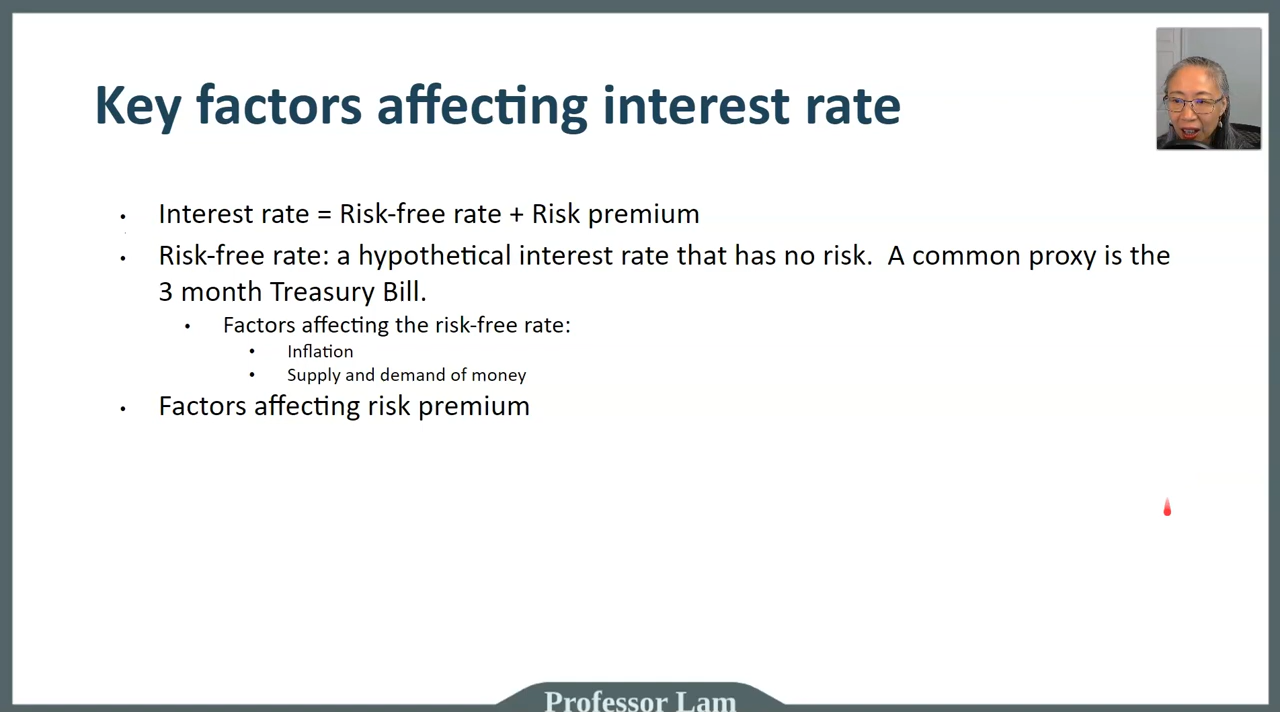 Key factors affecting interest rate
• Interest rate = Risk-free rate + Risk premium
• Risk-free rate: a hypothetical interest rate that has no risk.  A common proxy is the
3 month Treasury Bill.
• Factors affecting the risk-free rate:
• Inflation
• Supply and demand of money
• Factors affecting risk premium
Professor Lam